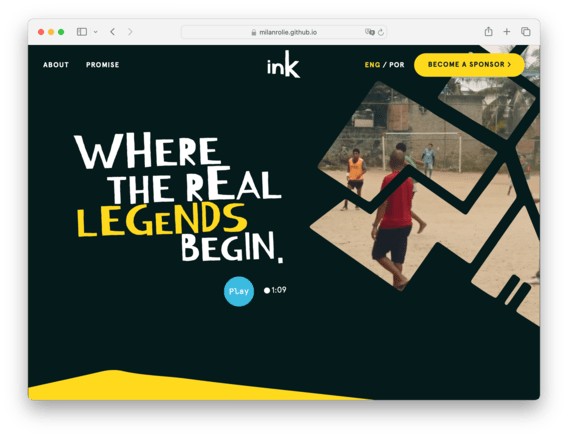 milanrolie.github.io
ABOUT PROMISE ink ENG / POR BECOME A SPONSOR >
WHERE
THE REAL
LEGENDS
BEGIN.
Play 1:09